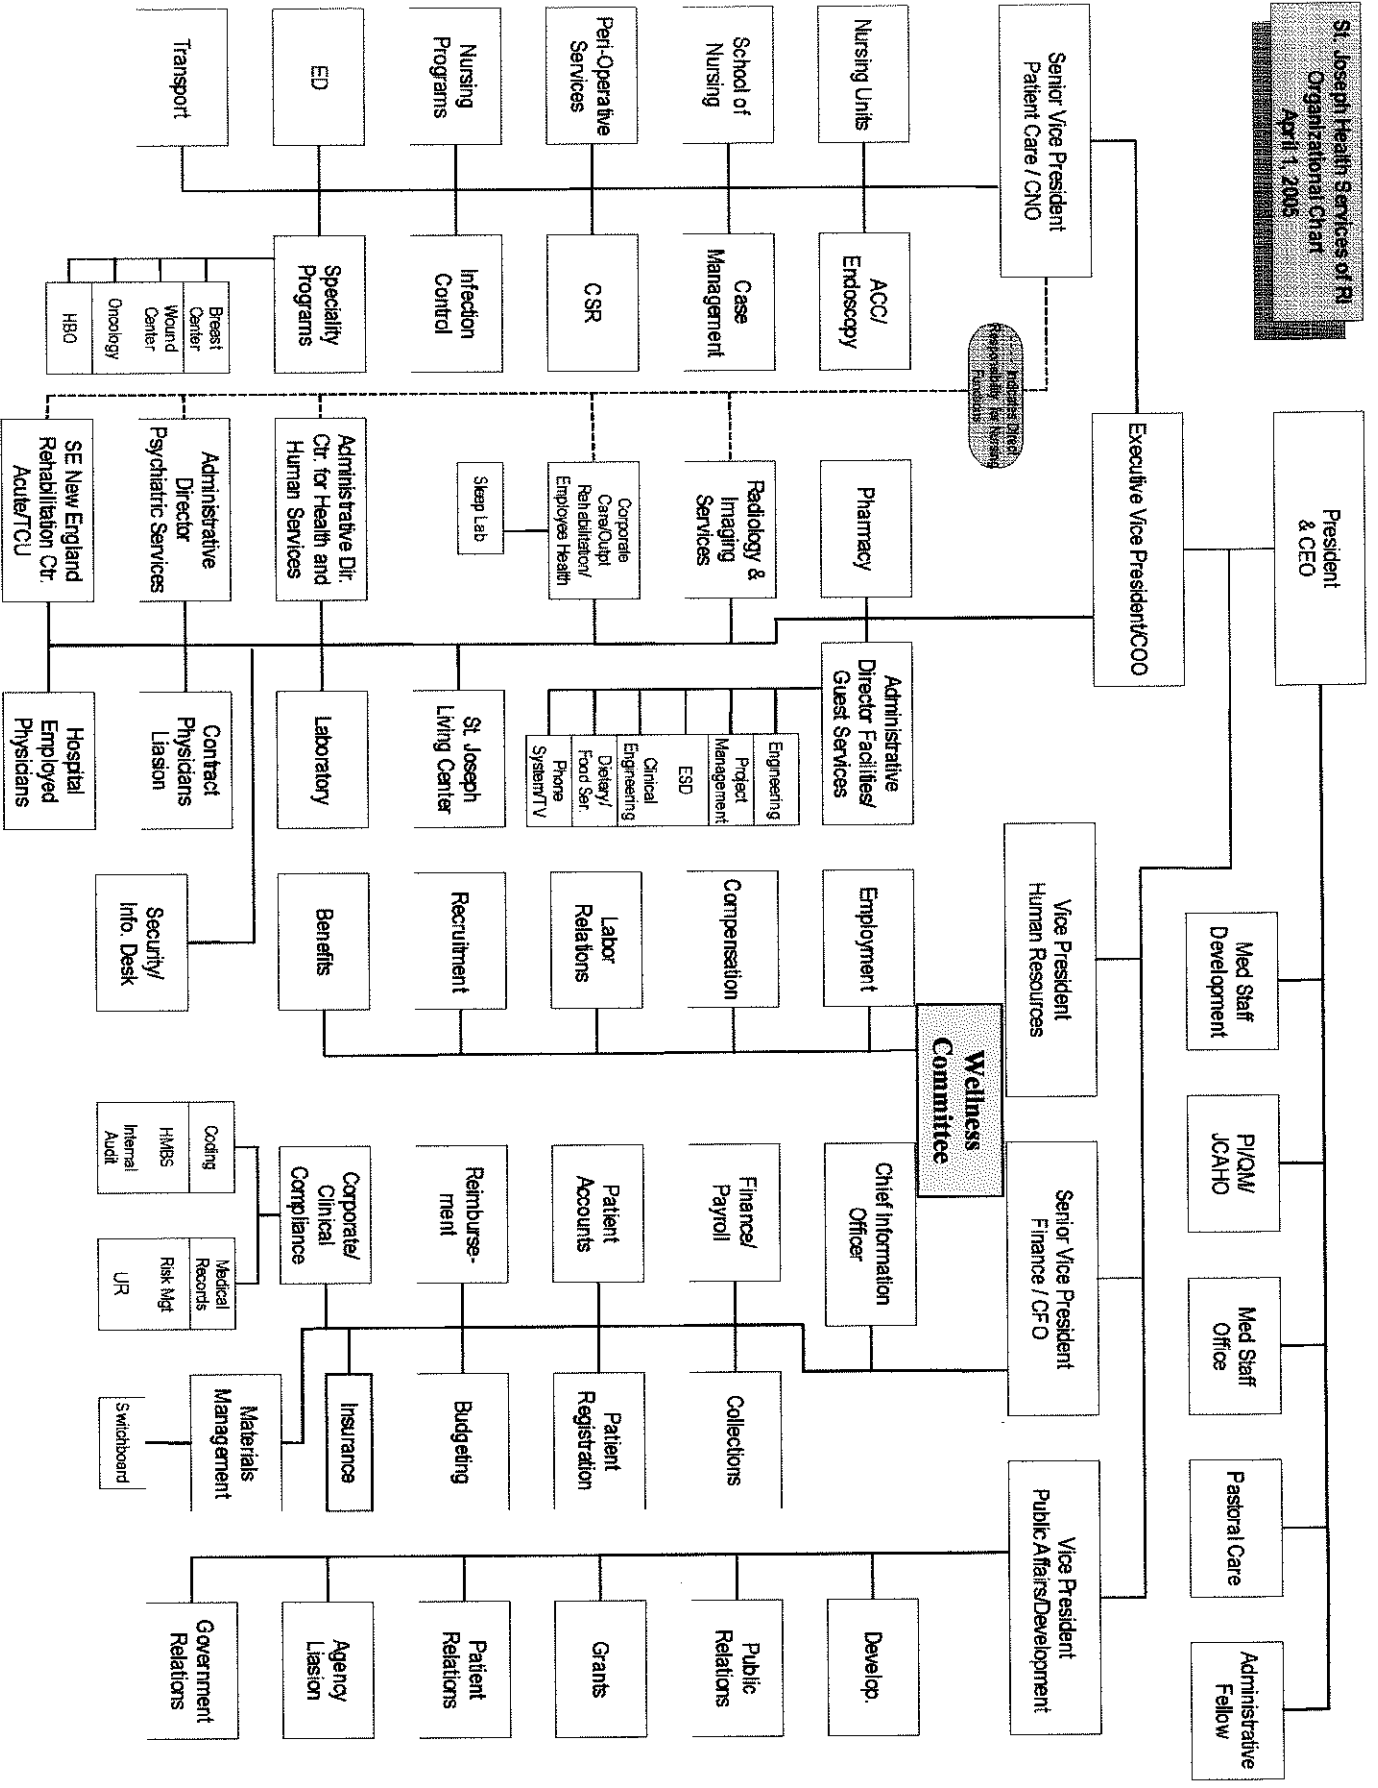 St. Joseph Health Services of RI
Organizational Chart
April 1, 2005
President
& CEO
Executive Vice President/COO
Med Staff
Development
PI/QM/
JCAHO
Med Staff
Office
Pastoral Care
Administrative
Fellow
Senior Vice President
Patient Care / CNO
Indicates Direct
Responsibility for Nursing
Functions
Vice President
Human Resources
Senior Vice President
Finance / CFO
Vice President
Public Affairs/Development
Wellness
Committee
Nursing Units
ACC/
Endoscopy
School of
Nursing
Case
Management
Peri-Operative
Services
CSR
Nursing
Programs
Infection
Control
ED
Speciality
Programs
Transport
Breast
Center
Wound
Center
Oncology
HBO
Pharmacy
Administrative
Director Facilities/
Guest Services
Radiology &
Imaging
Services
Engineering
Project
Management
ESD
Clinical
Engineering
Dietary/
Food Ser.
Phone
System/TV
Corporate
Care/Outpt
Rehabilitation/
Employee Health
Sleep Lab
St. Joseph
Living Center
Administrative Dir.
Ctr. for Health and
Human Services
Laboratory
Administrative
Director
Psychiatric Services
Contract
Physicians
Liasion
SE New England
Rehabilitation Ctr.
Acute/TCU
Hospital
Employed
Physicians
Security/
Info. Desk
Employment
Compensation
Labor
Relations
Recruitment
Benefits
Chief Information
Officer
Finance/
Payroll
Collections
Patient
Accounts
Patient
Registration
Reimburse-
ment
Budgeting
Corporate/
Clinical
Compliance
Insurance
Coding
HMBS
Internal
Audit
Medical
Records
Risk Mgt
UR
Materials
Management
Switchboard
Develop.
Public
Relations
Grants
Patient
Relations
Agency
Liasion
Government
Relations